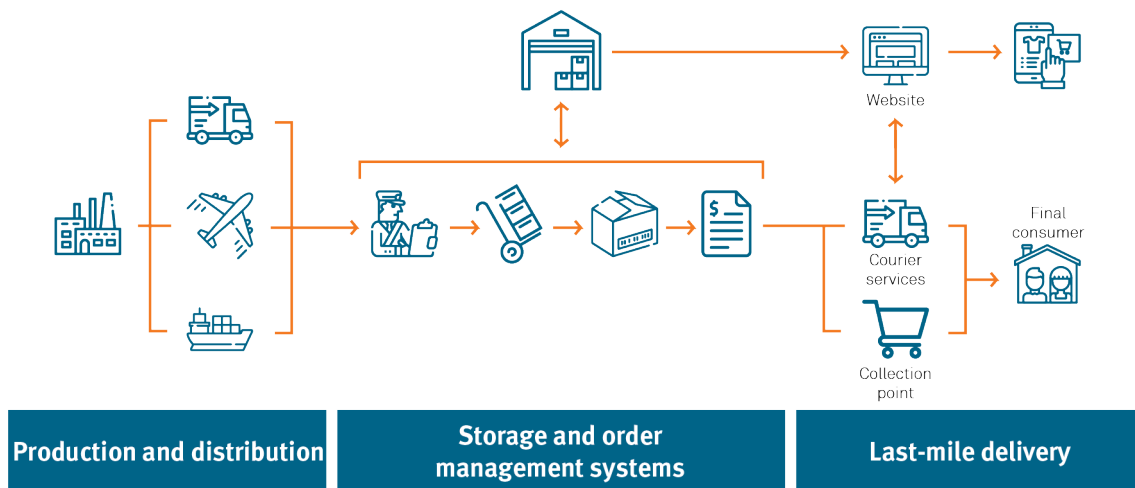 Website
Final
consumer
$
Courier
services
Collection
point
Production and distribution
Storage and order
management systems
Last-mile delivery